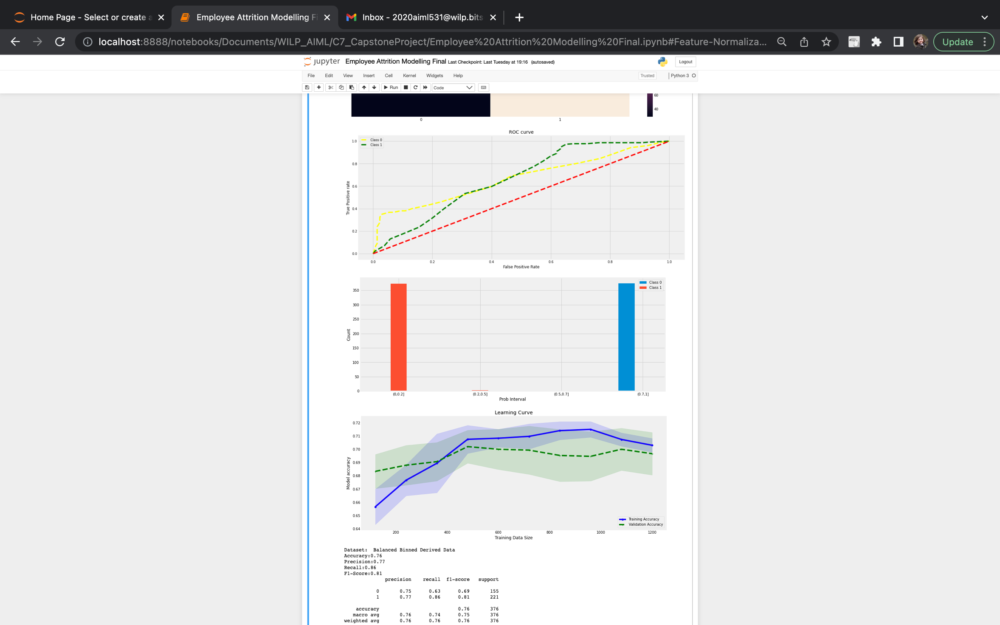 Home Page - Select or create a
Employee Attrition Modelling Fi
Inbox - 2020aiml531@wilp.bits
localhost:8888/notebooks/Documents/WILP_AIML/C7_CapstoneProject/Employee%20Attrition%20Modelling%20Final.ipynb#Feature-Normaliza...
Update
jupyter Employee Attrition Modelling Final Last Checkpoint: Last Tuesday at 19:16 (autosaved)
Logout
File Edit View Insert Cell Kernel Widgets Help
Trusted
Python 3
Run
Code
60
40
0 1
ROC curve
Class 0
Class 1
1.0
0.8
0.6
0.4
0.2
0.0
True Positive rate
0.0 0.2 0.4 0.6 0.8 1.0
False Positive Rate
Class 0
Class 1
350
300
250
200
150
100
50
0
Count
(0,0.2] (0.2,0.5] (0.5,0.7] (0.7,1]
Prob Interval
Learning Curve
0.72
0.71
0.70
0.69
0.68
0.67
0.66
0.65
0.64
Model accuracy
Training Accuracy
Validation Accuracy
200 400 600 800 1000 1200
Training Data Size
Dataset: Balanced Binned Derived Data
Accuracy:0.76
Precision:0.77
Recall:0.86
F1-Score:0.81
precision recall f1-score support
0 0.75 0.63 0.69 155
1 0.77 0.86 0.81 221
accuracy 0.76 376
macro avg 0.76 0.74 0.75 376
weighted avg 0.76 0.76 0.76 376